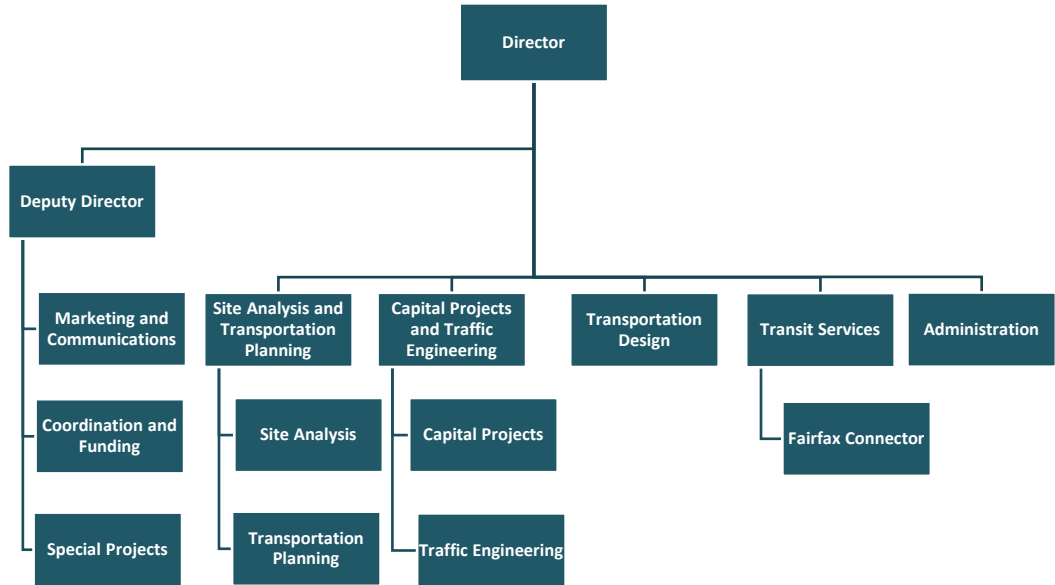 Director
Deputy Director
Marketing and
Communications
Site Analysis and
Transportation
Planning
Capital Projects
and Traffic
Engineering
Transportation
Design
Transit Services
Administration
Coordination and
Funding
Site Analysis
Capital Projects
Fairfax Connector
Special Projects
Transportation
Planning
Traffic Engineering